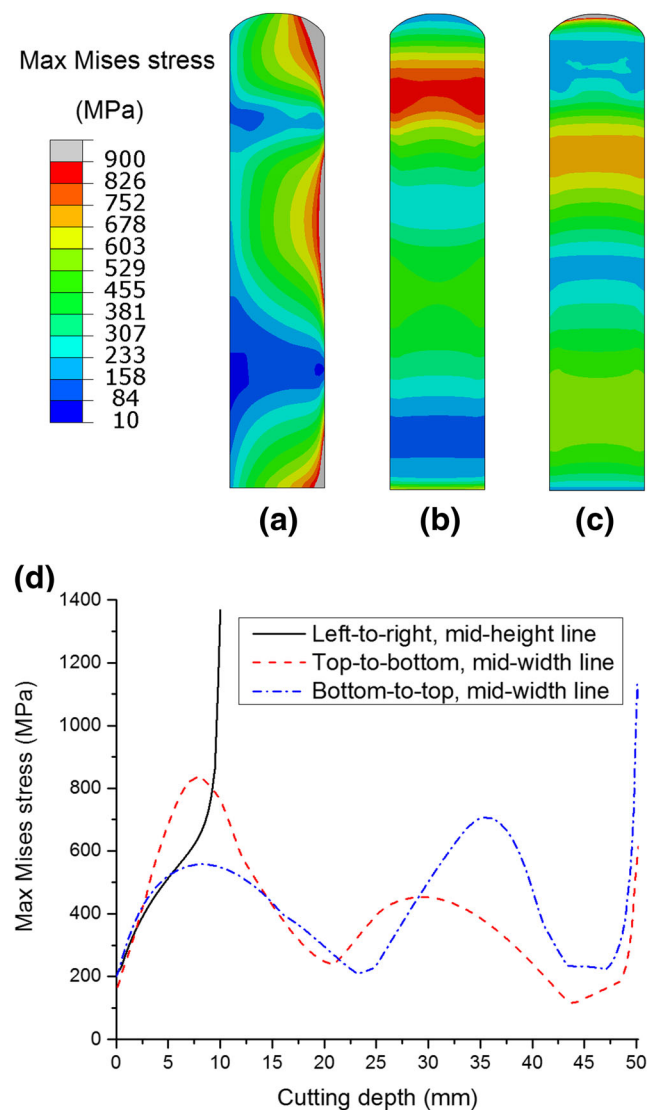 Max Mises stress
(MPa)
900
826
752
678
603
529
455
381
307
233
158
84
10
(a)
(b)
(c)
(d)
1400
1200
1000
800
600
400
200
0
Max Mises stress (MPa)
Left-to-right, mid-height line
Top-to-bottom, mid-width line
Bottom-to-top, mid-width line
0
5
10
15
20
25
30
35
40
45
50
Cutting depth (mm)